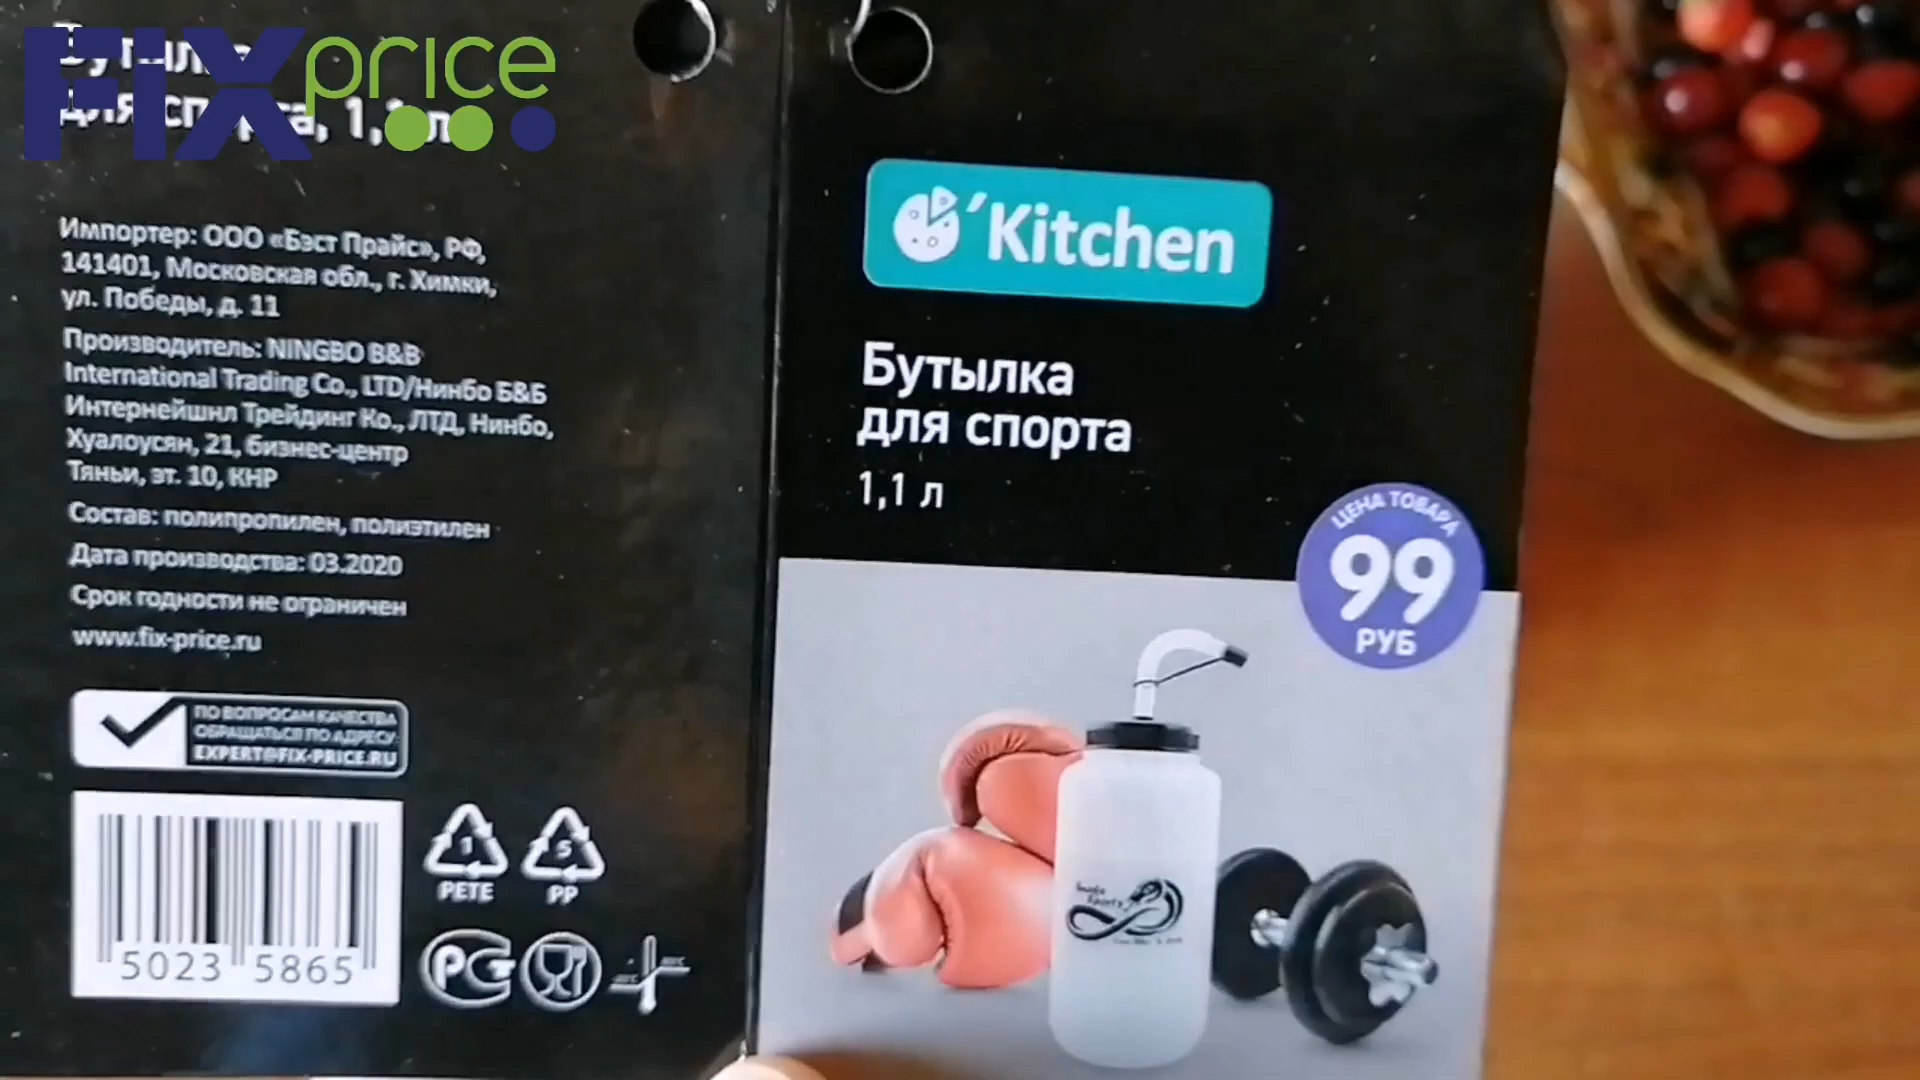 FIX price
Бутылка
для спорта, 1,1 л
Импортер: ООО «Бэст Прайс», РФ,
141401, Московская обл., г. Химки,
ул. Победы, д. 11
Производитель: NINGBO B&B
International Trading Co., LTD/Нинбо Б&Б
Интернейшнл Трейдинг Ко., ЛТД, Нинбо,
Хуалоусян, 21, бизнес-центр
Тяньи, эт. 10, КНР
Состав: полипропилен, полиэтилен
Дата производства: 03.2020
Срок годности не ограничен
www.fix-price.ru
ПО ВОПРОСАМ КАЧЕСТВА
ОБРАЩАТЬСЯ ПО АДРЕСУ:
EXPERT@FIX-PRICE.RU
5023 5865
1
PETE
5
PP
РСТ
'Kitchen
Бутылка
для спорта
1,1 л
ЦЕНА ТОВАРА
99
РУБ